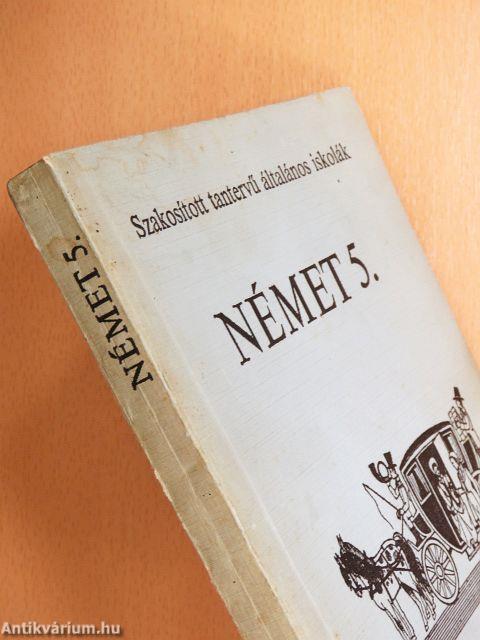 Szakosított tantervű általános iskolák
NÉMET 5.
NÉMET 5.
Antikvárium.hu